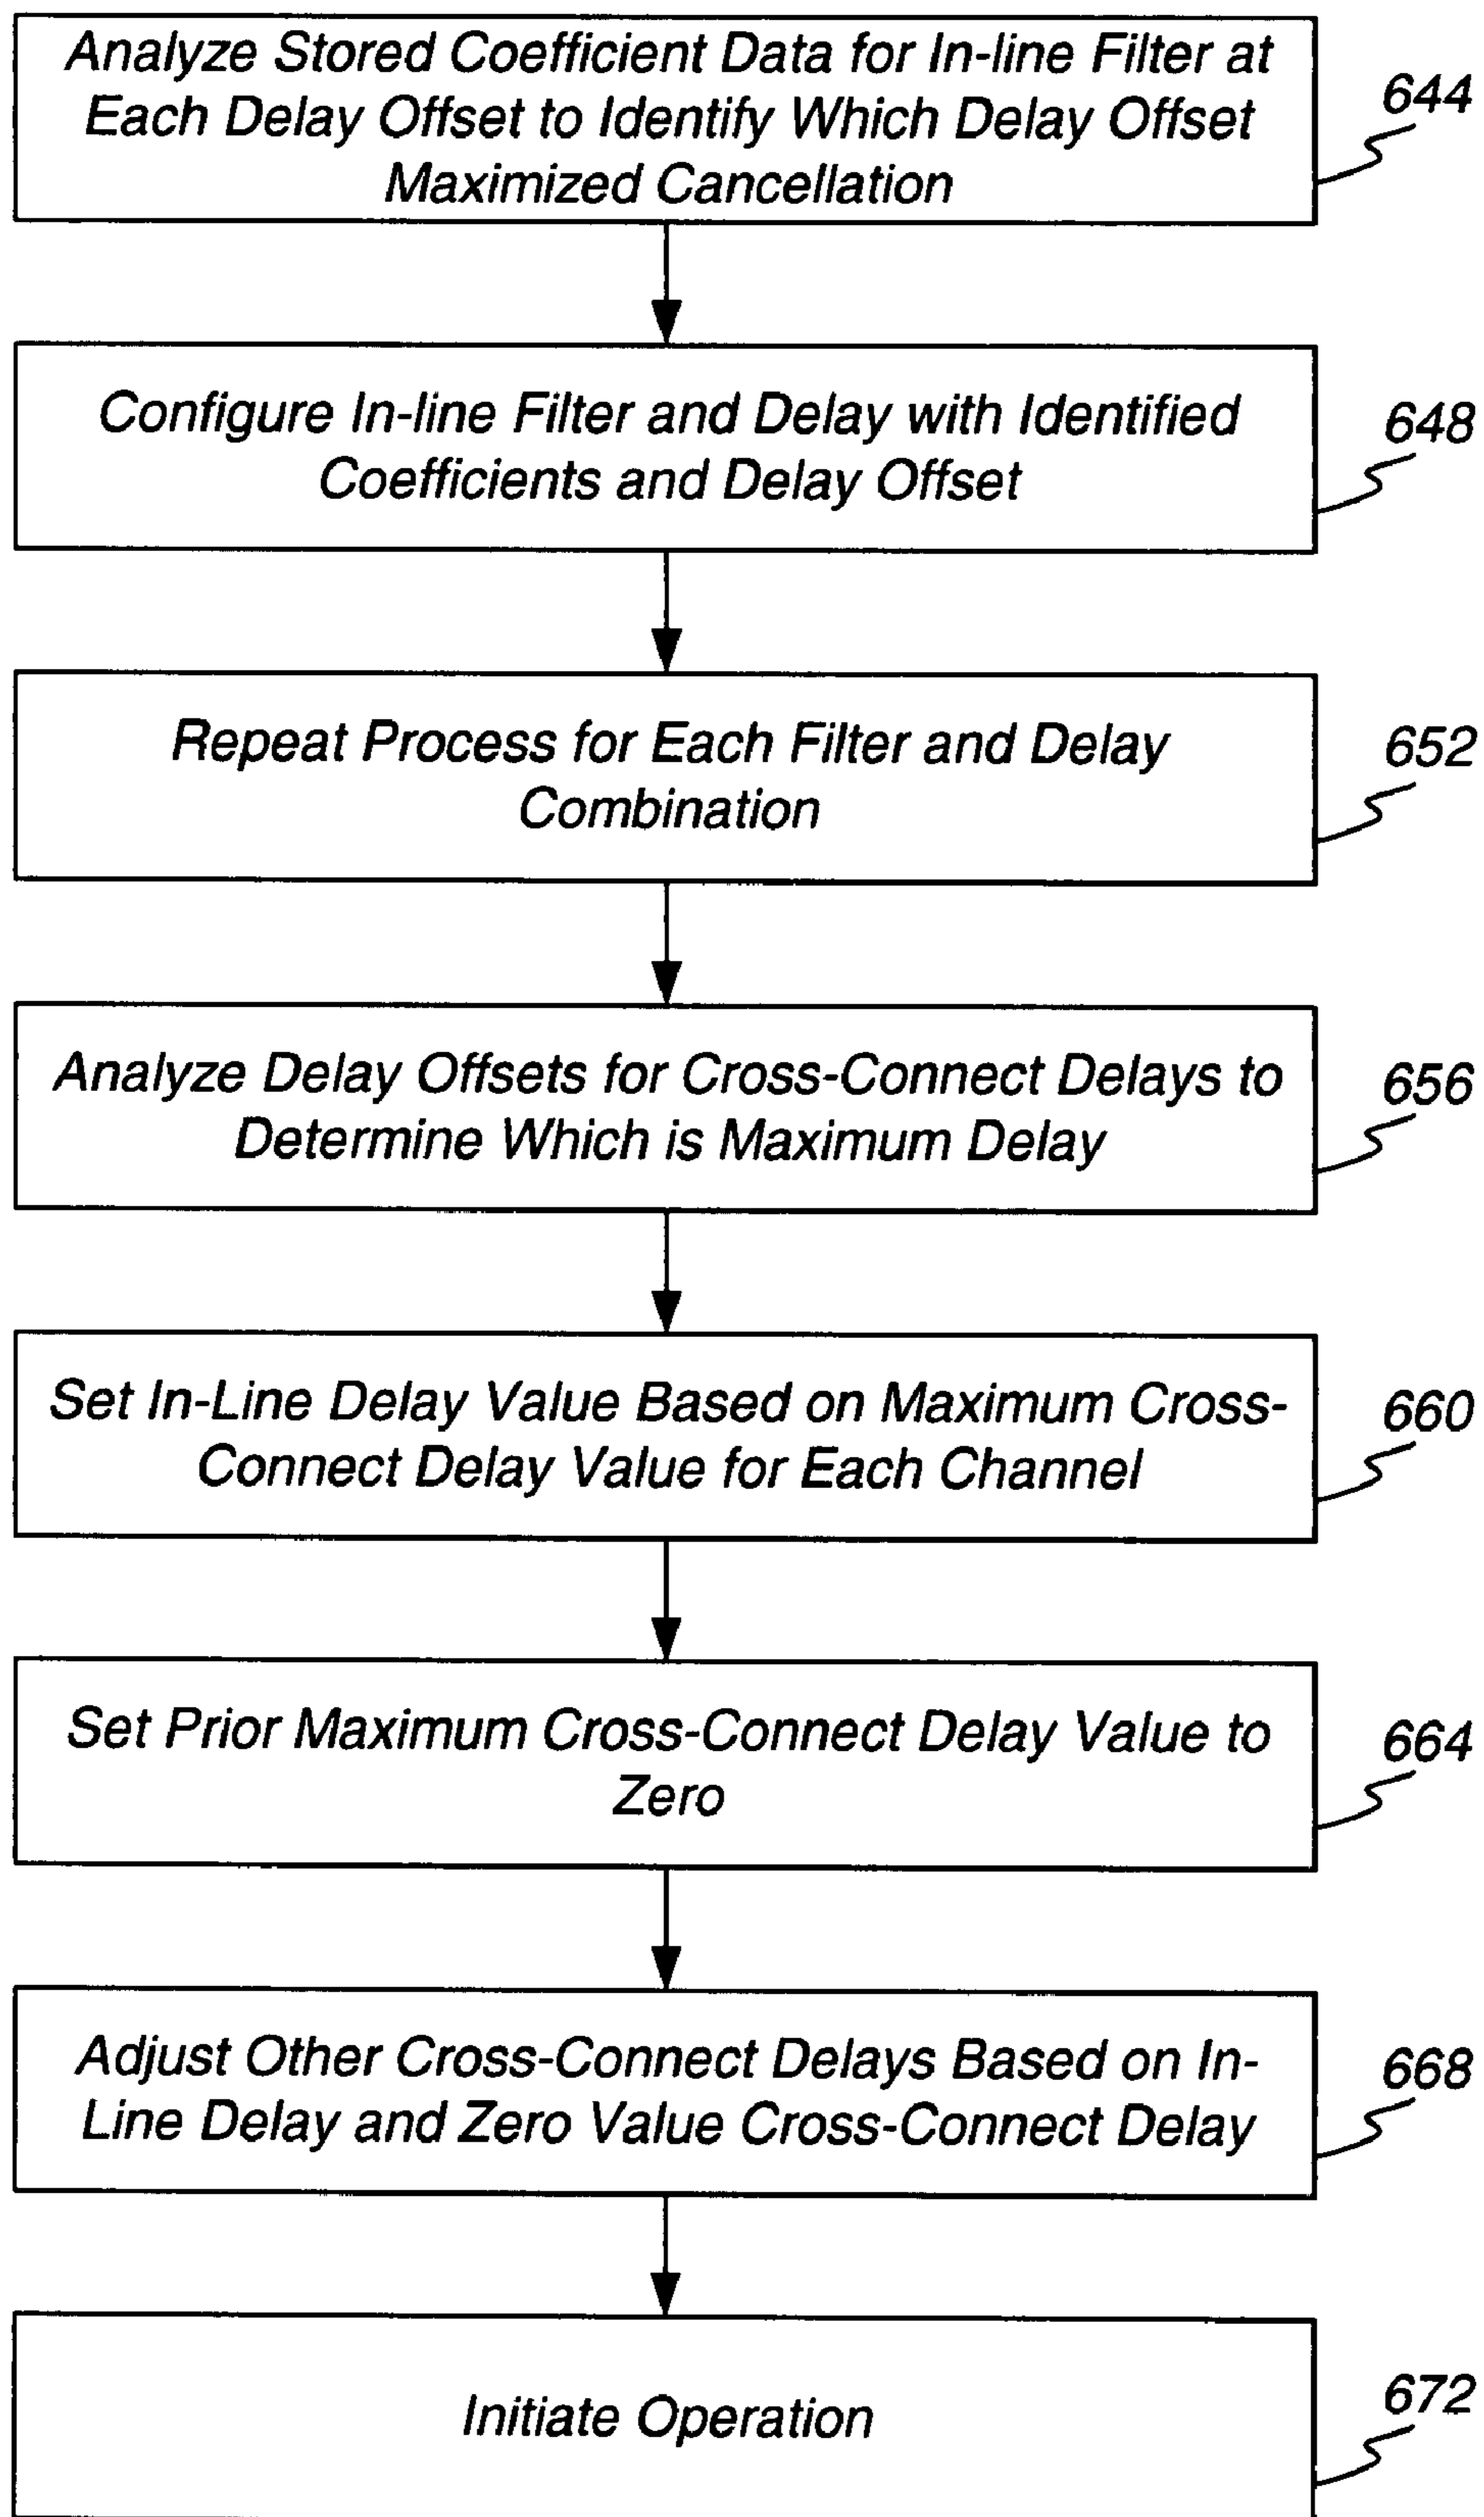 Analyze Stored Coefficient Data for In-line Filter at
Each Delay Offset to Identify Which Delay Offset
Maximized Cancellation
644
Configure In-line Filter and Delay with Identified
Coefficients and Delay Offset
648
Repeat Process for Each Filter and Delay
Combination
652
Analyze Delay Offsets for Cross-Connect Delays to
Determine Which is Maximum Delay
656
Set In-Line Delay Value Based on Maximum Cross-
Connect Delay Value for Each Channel
660
Set Prior Maximum Cross-Connect Delay Value to
Zero
664
Adjust Other Cross-Connect Delays Based on In-
Line Delay and Zero Value Cross-Connect Delay
668
Initiate Operation
672